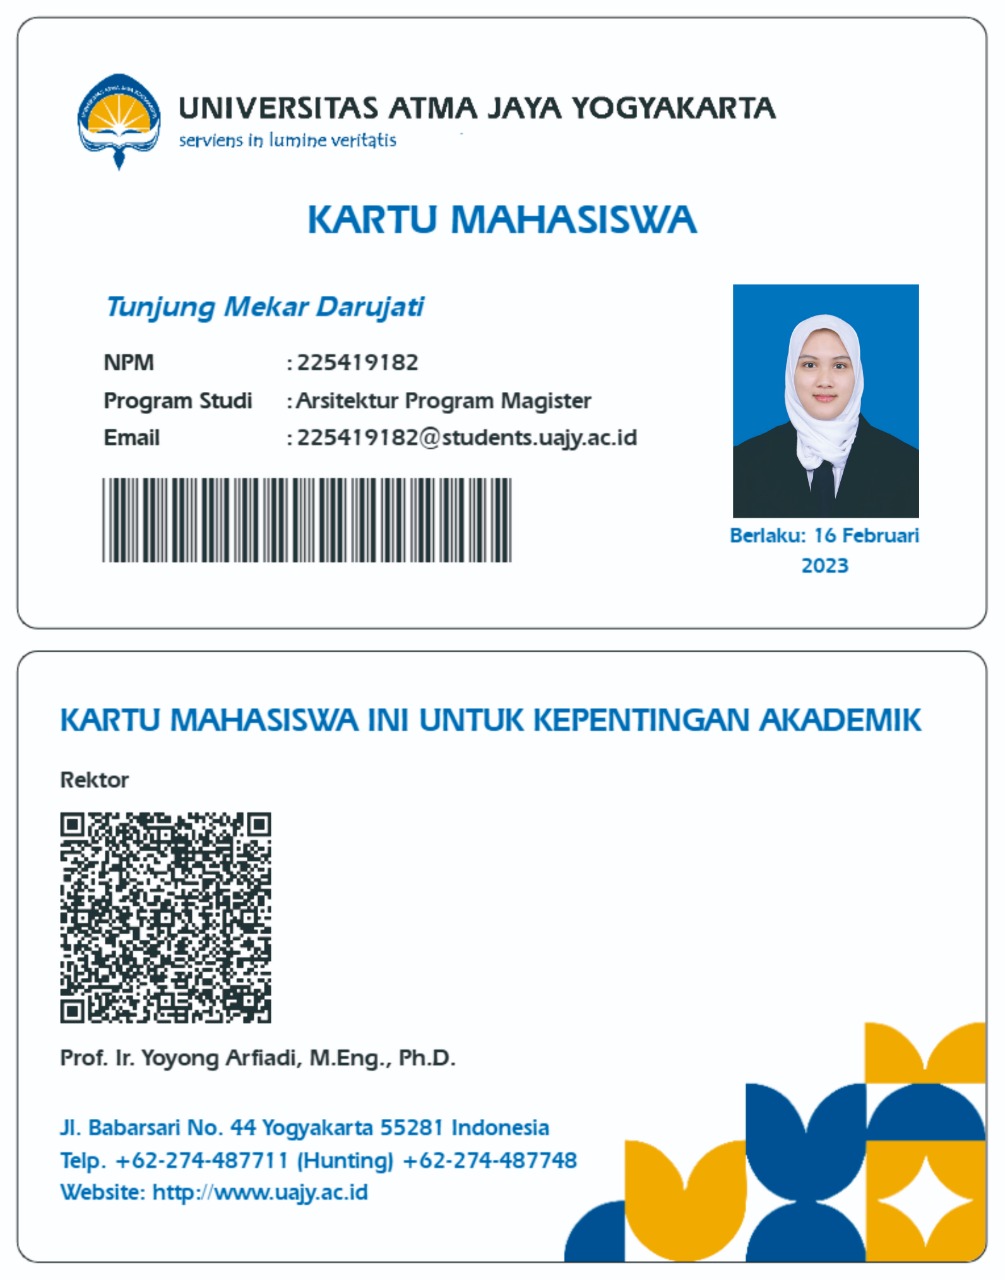 UNIVERSITAS ATMA JAYA YOGYAKARTA
serviens in lumine veritatis
KARTU MAHASISWA
Tunjung Mekar Darujati
NPM : 225419182
Program Studi : Arsitektur Program Magister
Email : 225419182@students.uajy.ac.id
Berlaku: 16 Februari
2023
KARTU MAHASISWA INI UNTUK KEPENTINGAN AKADEMIK
Rektor
Prof. Ir. Yoyong Arfiadi, M.Eng., Ph.D.
Jl. Babarsari No. 44 Yogyakarta 55281 Indonesia
Telp. +62-274-487711 (Hunting) +62-274-487748
Website: http://www.uajy.ac.id